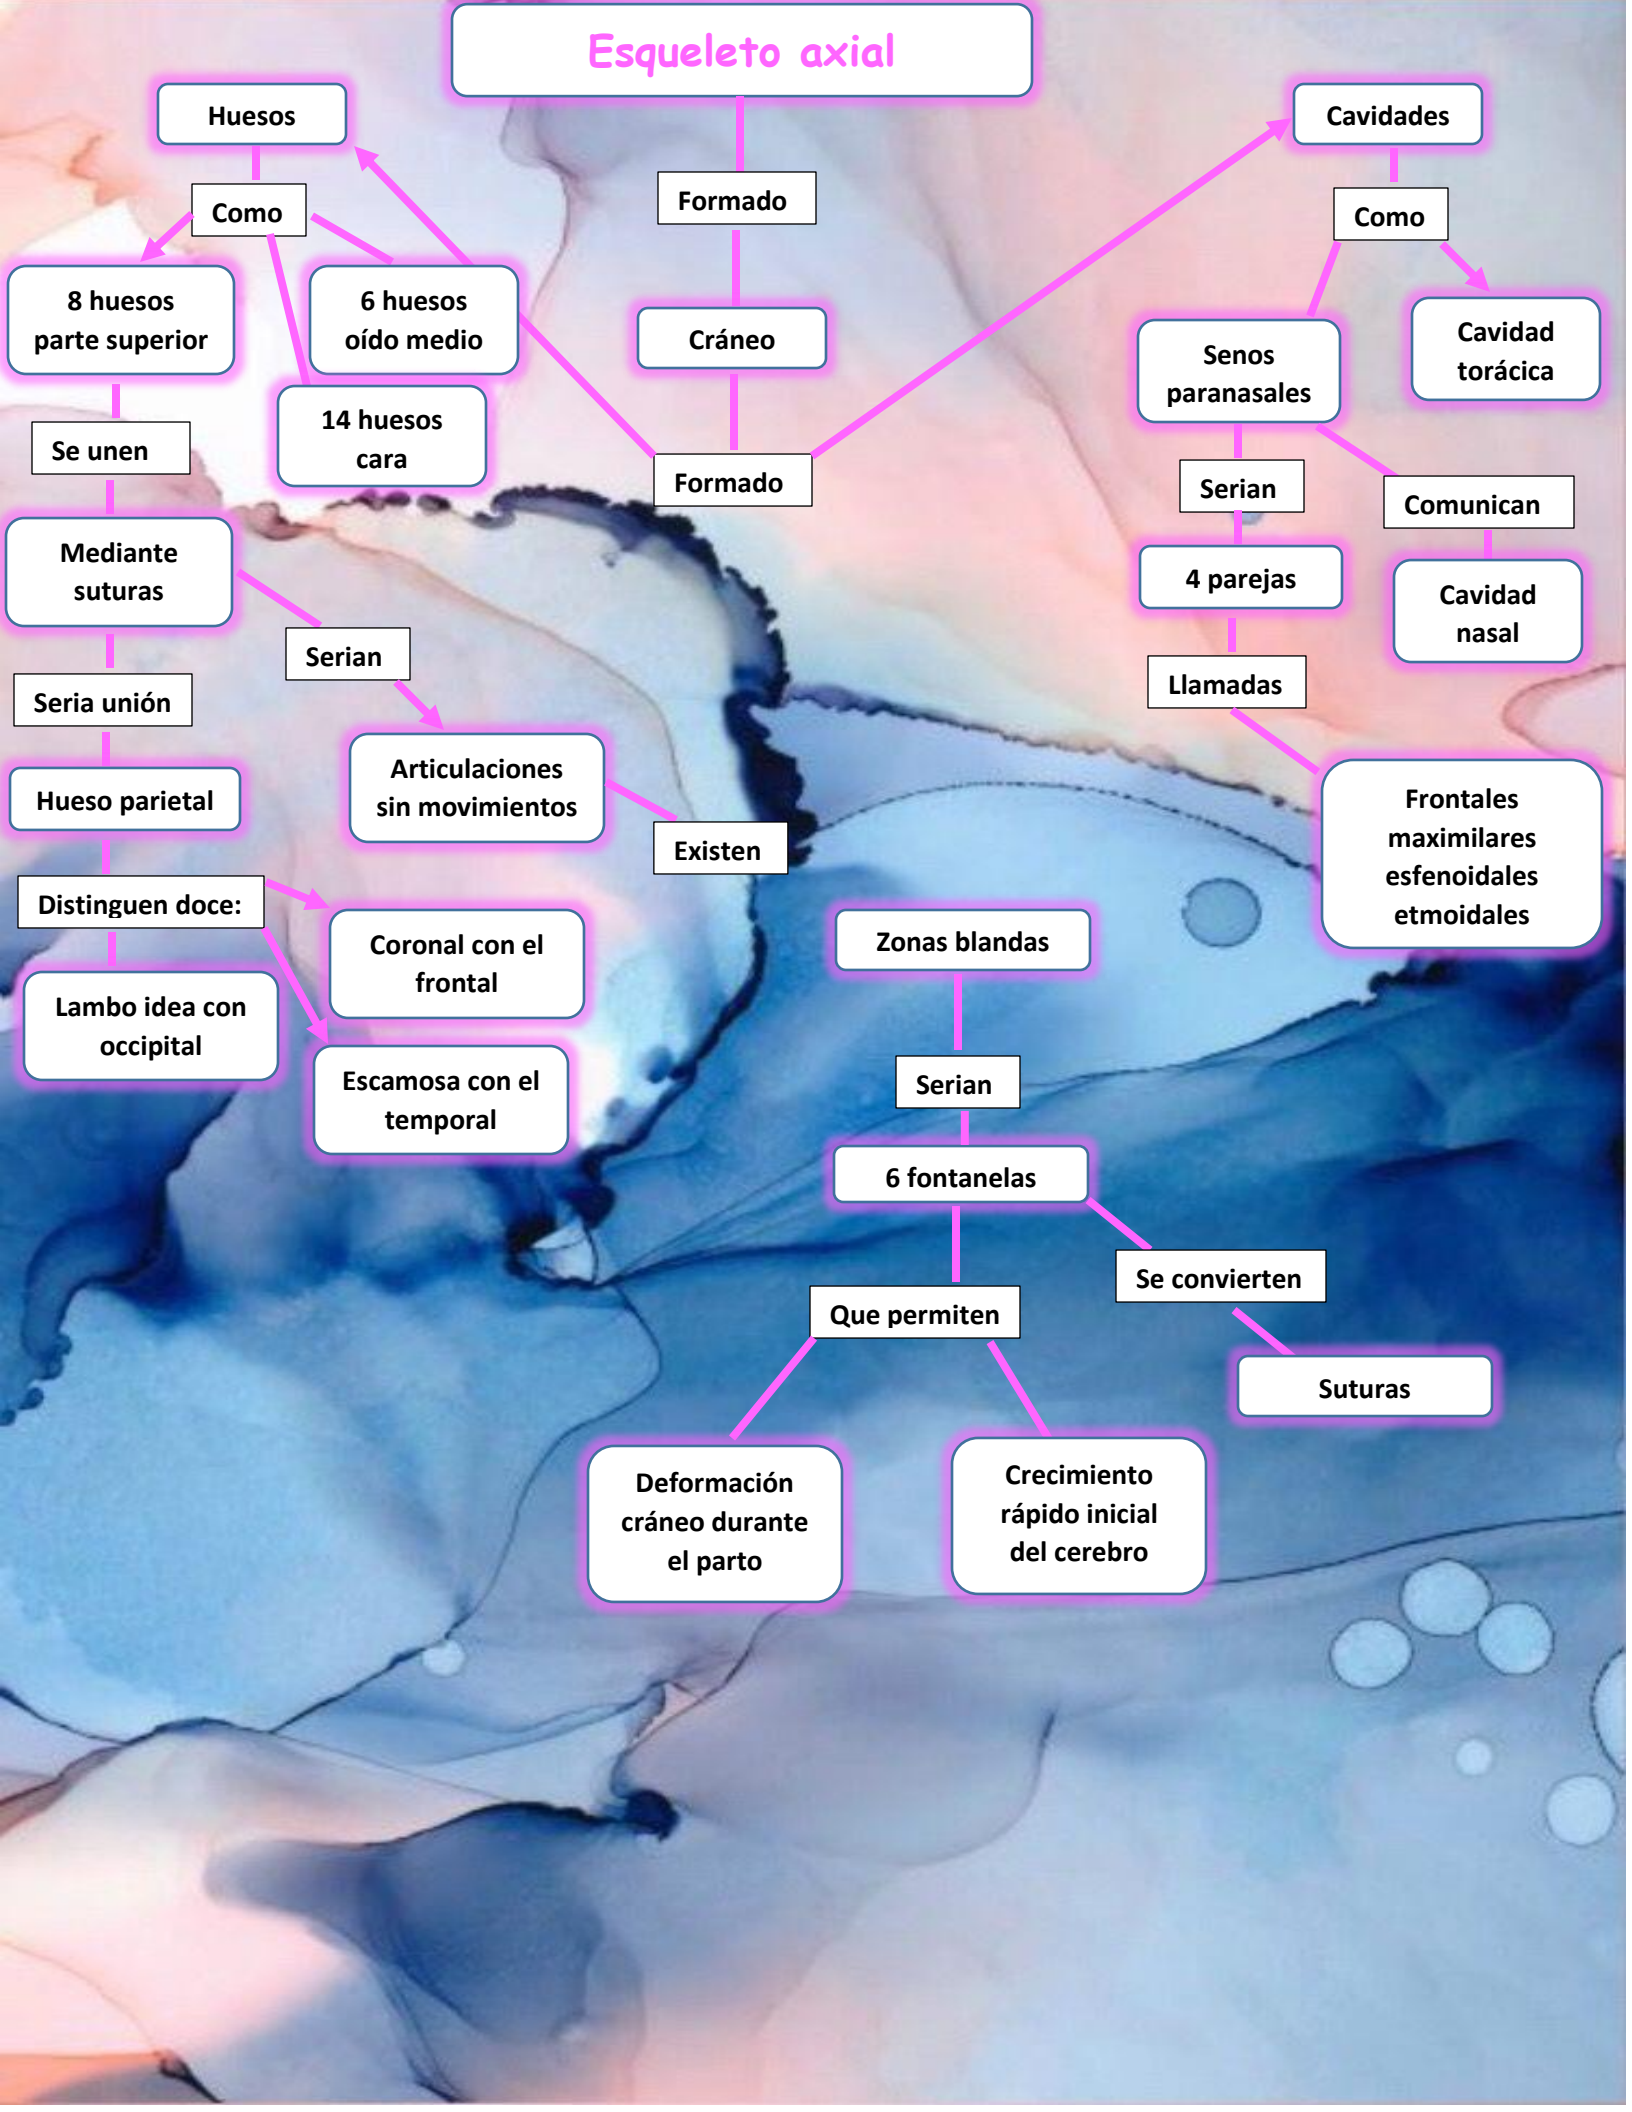 Esqueleto axial
Huesos
Cavidades
Formado
Como
Como
8 huesos
parte superior
6 huesos
oído medio
Cráneo
Senos
paranasales
Cavidad
torácica
14 huesos
cara
Se unen
Formado
Serian
Comunican
Mediante
suturas
4 parejas
Cavidad
nasal
Serian
Seria unión
Llamadas
Articulaciones
sin movimientos
Hueso parietal
Existen
Frontales
maximilares
esfenoidales
etmoidales
Distinguen doce:
Coronal con el
frontal
Zonas blandas
Lambo idea con
occipital
Escamosa con el
temporal
Serian
6 fontanelas
Se convierten
Que permiten
Suturas
Deformación
cráneo durante
el parto
Crecimiento
rápido inicial
del cerebro